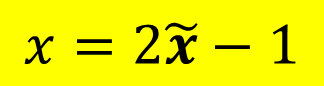 x = 2x̃ − 1